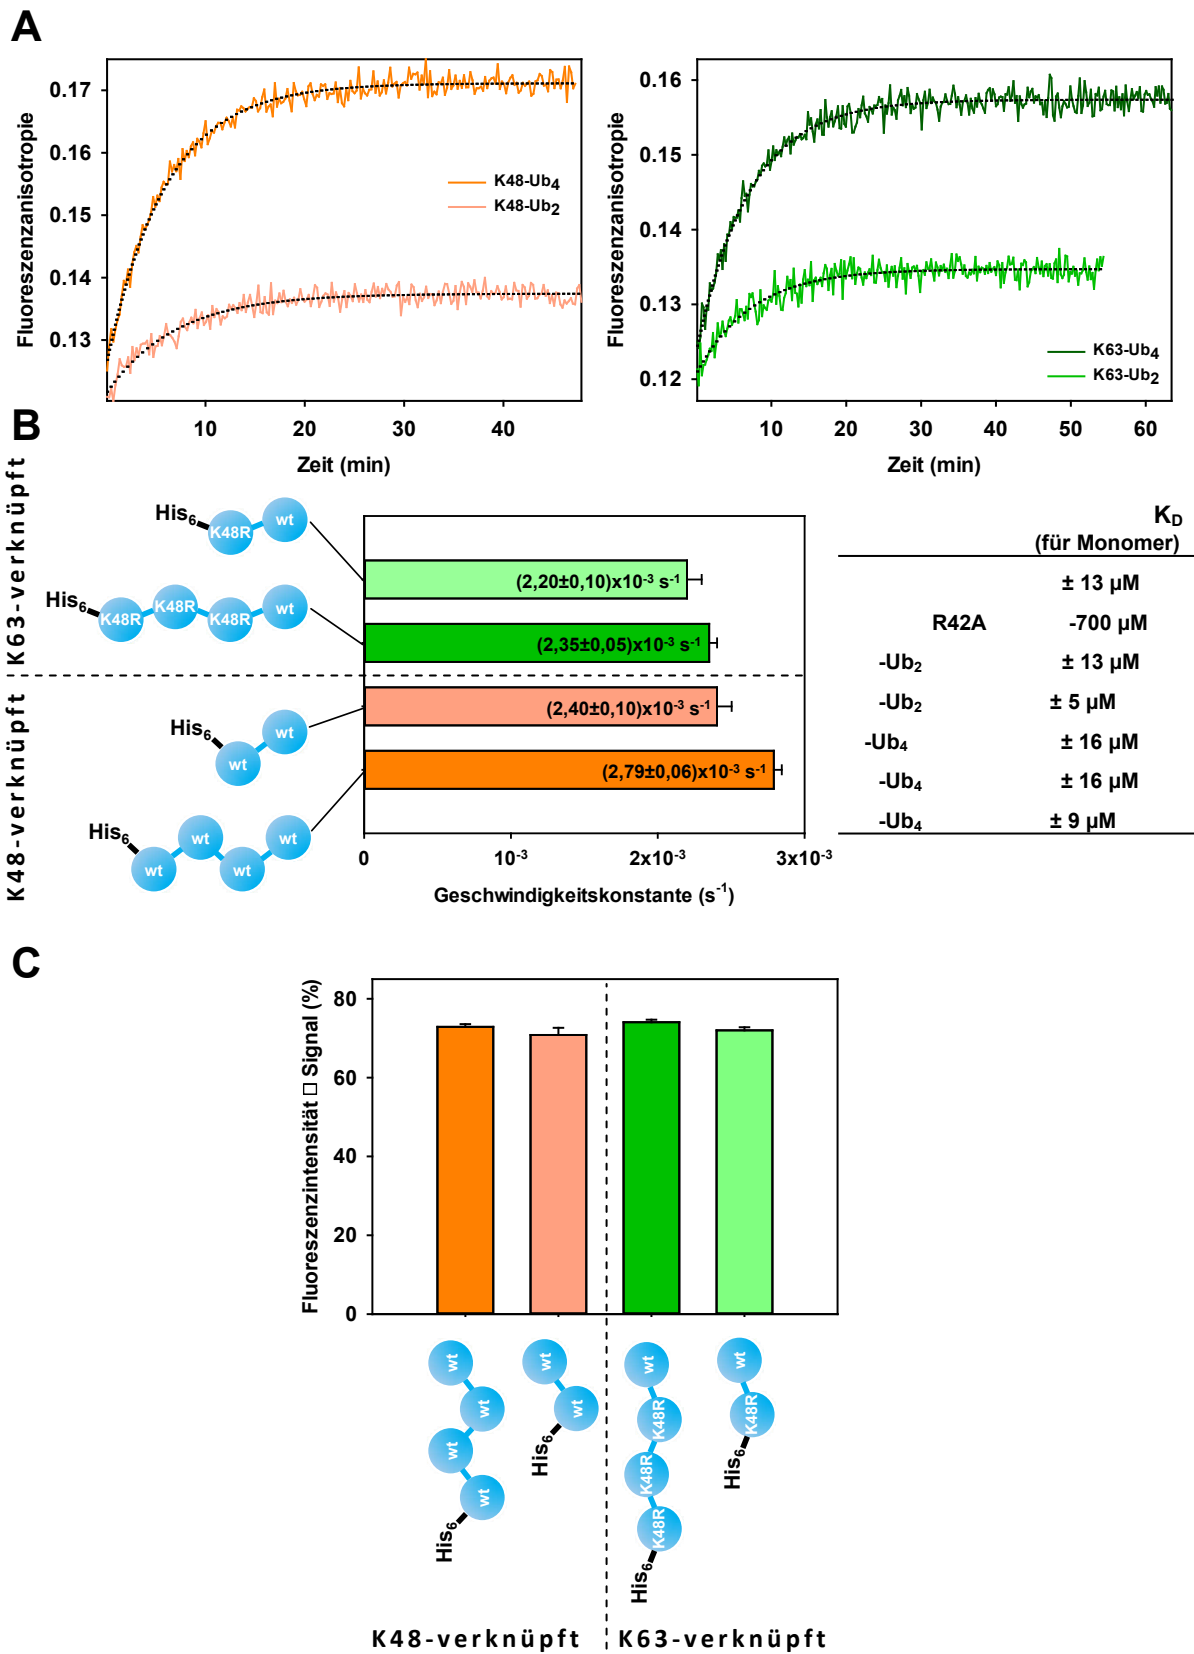 A
Fluoreszenzanisotropie
0.17
0.16
0.15
0.14
0.13
K48-Ub4
K48-Ub2
10 20 30 40
Zeit (min)
Fluoreszenzanisotropie
0.16
0.15
0.14
0.13
0.12
K63-Ub4
K63-Ub2
10 20 30 40 50 60
Zeit (min)
B
K63-verknüpft
K48-verknüpft
His6 K48R wt
His6 K48R K48R K48R wt
His6 wt wt
His6 wt wt wt wt
(2,20±0,10)x10-3 s-1
(2,35±0,05)x10-3 s-1
(2,40±0,10)x10-3 s-1
(2,79±0,06)x10-3 s-1
0 10-3 2x10-3 3x10-3
Geschwindigkeitskonstante (s-1)
KD
(für Monomer)
± 13 µM
R42A -700 µM
-Ub2 ± 13 µM
-Ub2 ± 5 µM
-Ub4 ± 16 µM
-Ub4 ± 16 µM
-Ub4 ± 9 µM
C
Fluoreszenzintensität □ Signal (%)
80
60
40
20
0
wt wt wt wt His6
wt wt His6
wt K48R K48R K48R His6
wt K48R His6
K48-verknüpft K63-verknüpft